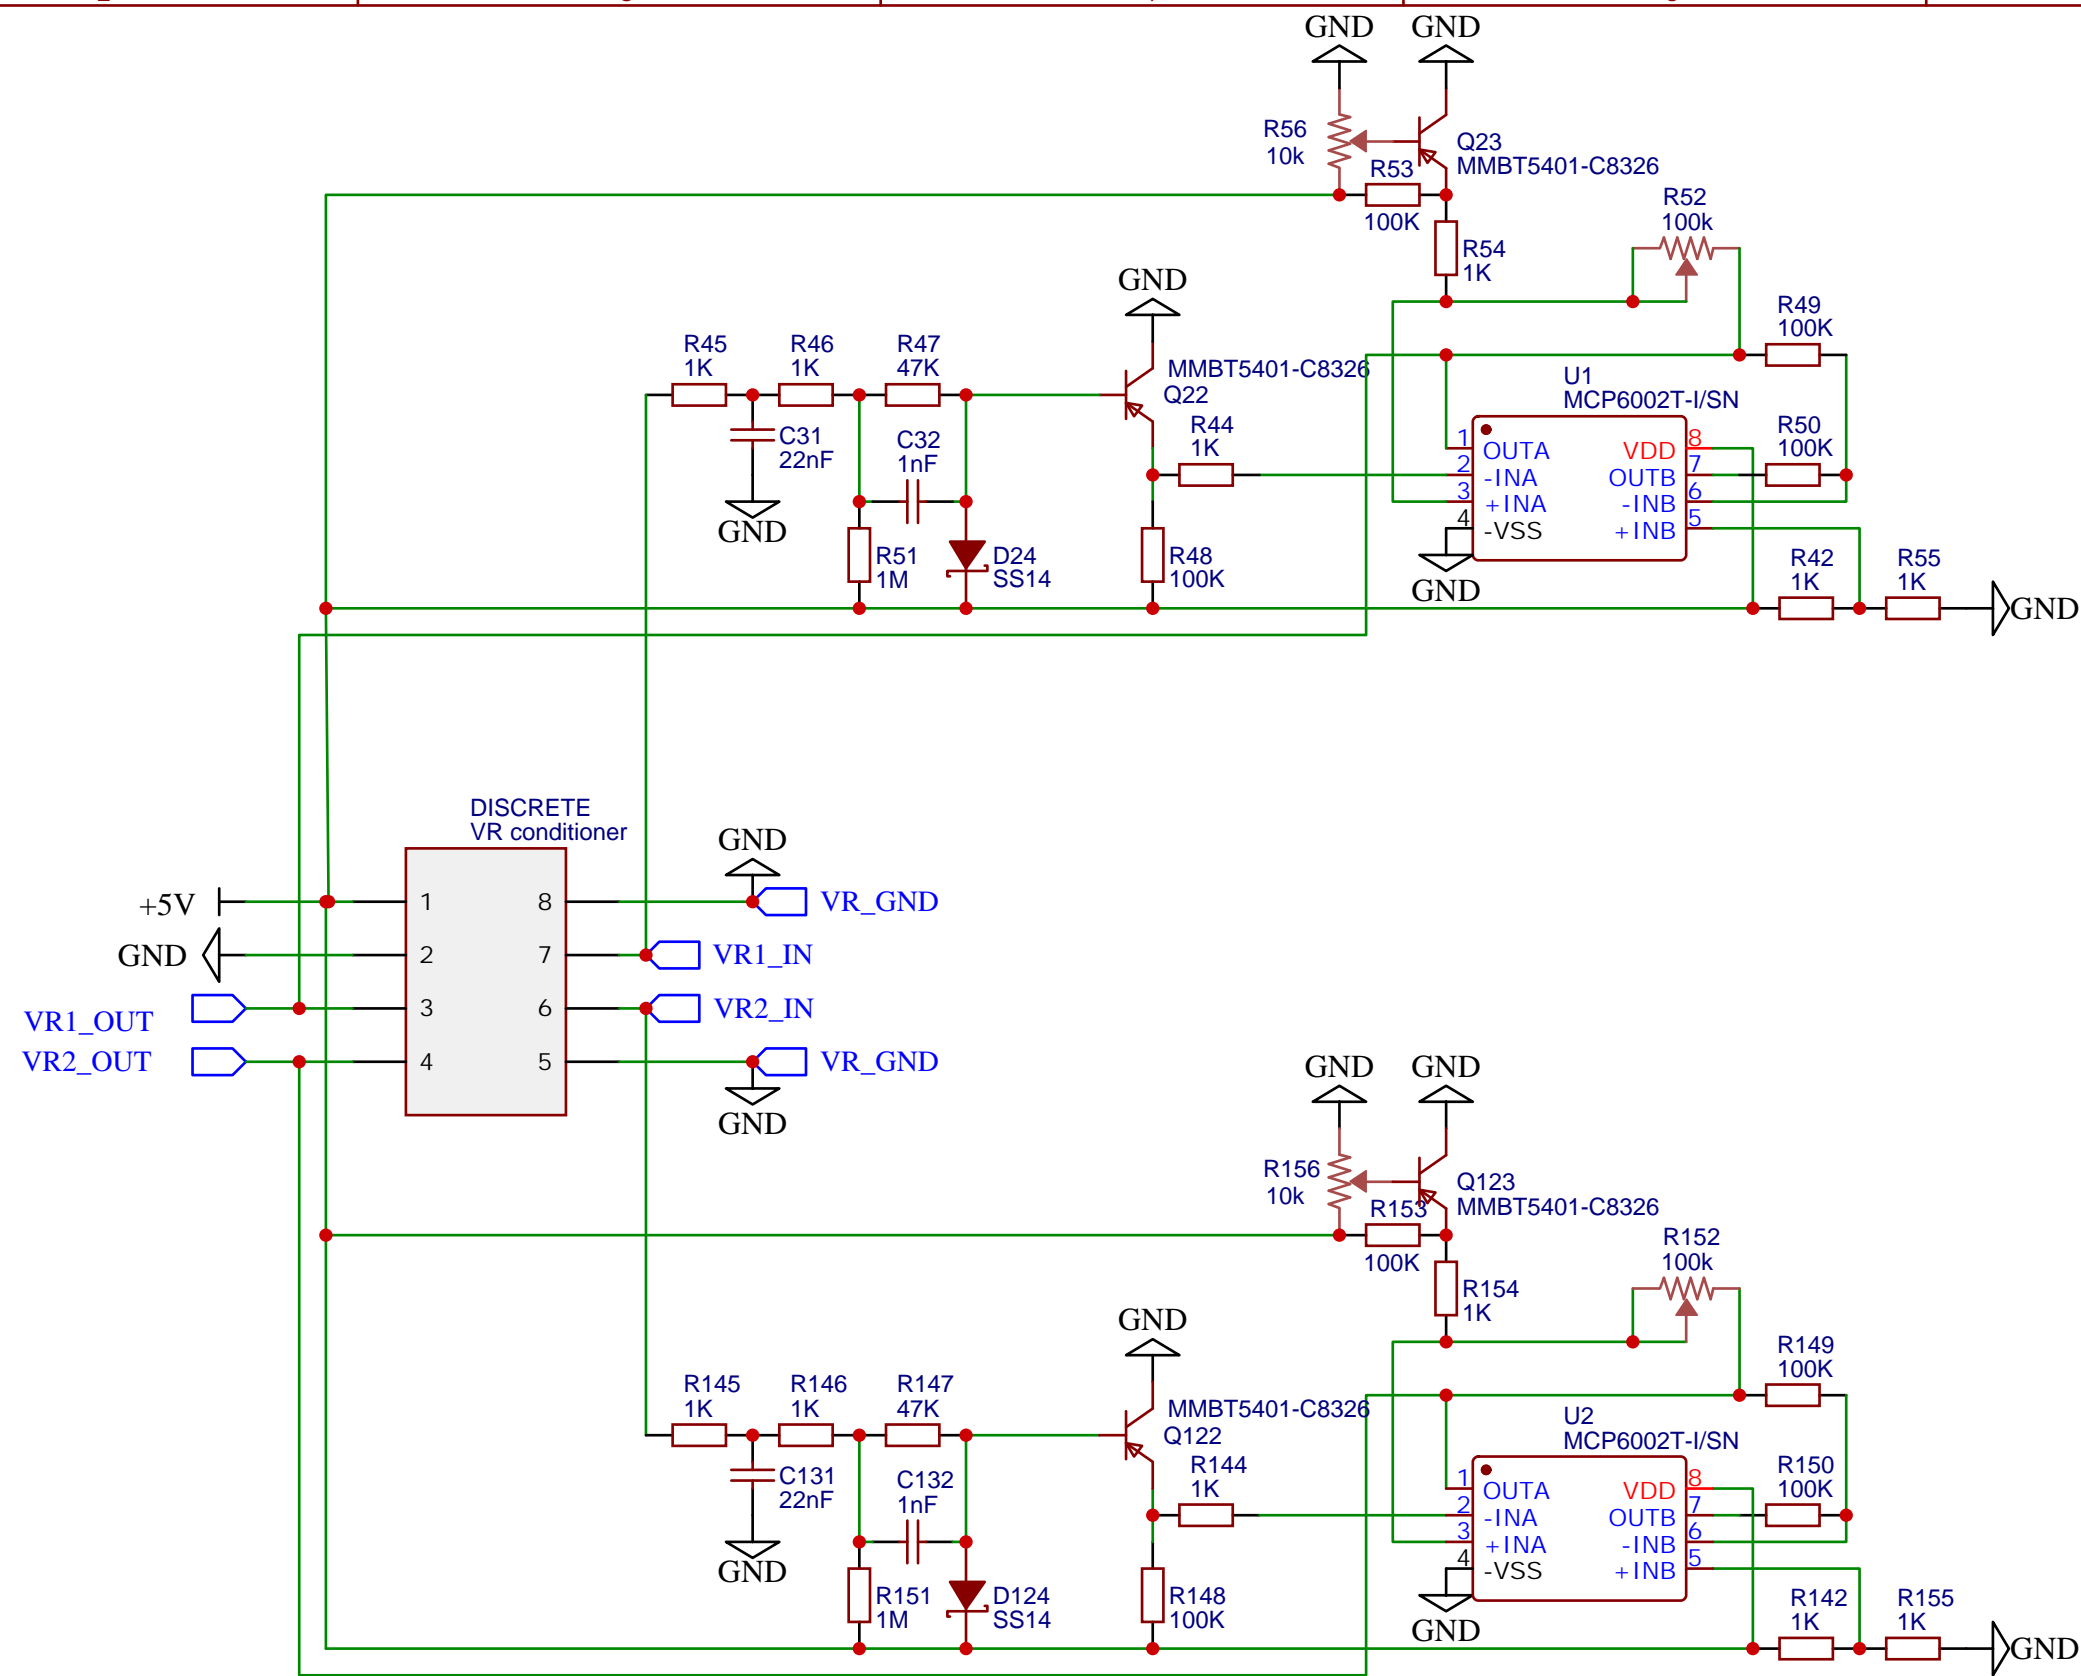 GND GND
R56
10k
Q23
MMBT5401-C8326
R53
100K
R52
100k
R54
1K
GND
R49
100K
R45
1K
R46
1K
R47
47K
MMBT5401-C8326
Q22
U1
MCP6002T-I/SN
C31
22nF
C32
1nF
R44
1K
R50
100K
1 OUTA VDD 8
2 -INA OUTB 7
3 +INA -INB 6
4 -VSS +INB 5
GND
R51
1M
D24
SS14
R48
100K
GND
R42
1K
R55
1K
GND
DISCRETE
VR conditioner
GND
+5V 1 8 VR_GND
GND 2 7 VR1_IN
VR1_OUT 3 6 VR2_IN
VR2_OUT 4 5 VR_GND
GND
GND GND
R156
10k
Q123
MMBT5401-C8326
R153
100K
R152
100k
R154
1K
GND
R149
100K
R145
1K
R146
1K
R147
47K
MMBT5401-C8326
Q122
U2
MCP6002T-I/SN
C131
22nF
C132
1nF
R144
1K
R150
100K
1 OUTA VDD 8
2 -INA OUTB 7
3 +INA -INB 6
4 -VSS +INB 5
GND
R151
1M
D124
SS14
R148
100K
GND
R142
1K
R155
1K
GND